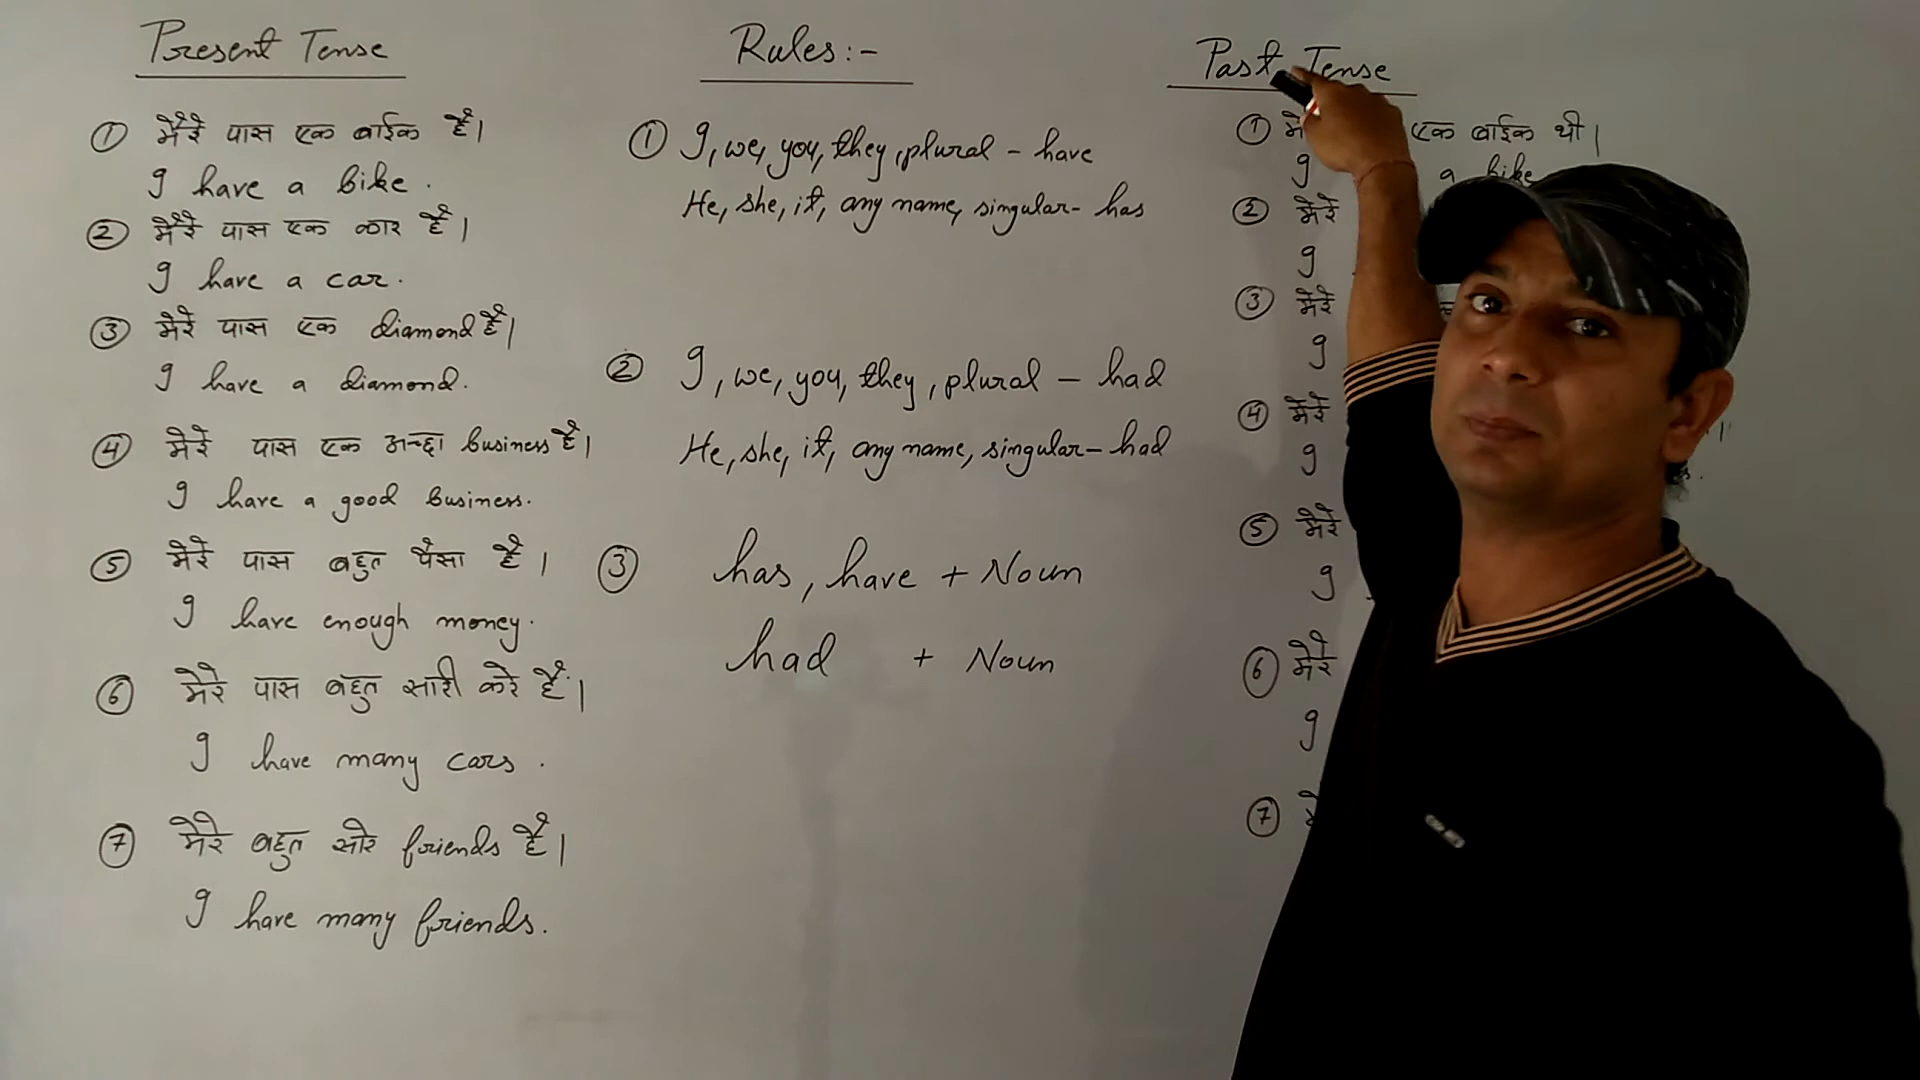 Present Tense
① मेरे पास एक बाईक है।
I have a bike.
② मेरे पास एक कार है।
I have a car.
③ मेरे पास एक diamond है।
I have a diamond.
④ मेरे पास एक अच्छा business है।
I have a good business.
⑤ मेरे पास बहुत पैसा है।
I have enough money.
⑥ मेरे पास बहुत सारी करे हैं।
I have many cars.
⑦ मेरे बहुत सारे friends है।
I have many friends.
Rules:-
① I, we, you, they, plural - have
He, she, it, any name, singular - has
② I, we, you, they, plural - had
He, she, it, any name, singular - had
③ has, have + Noun
had + Noun
Past Tense
① एक बाईक थी।
I a bike
② मेरे
I
③ मेरे
I
④ मेरे
I
⑤ मेरे
I
⑥ मेरे
I
⑦